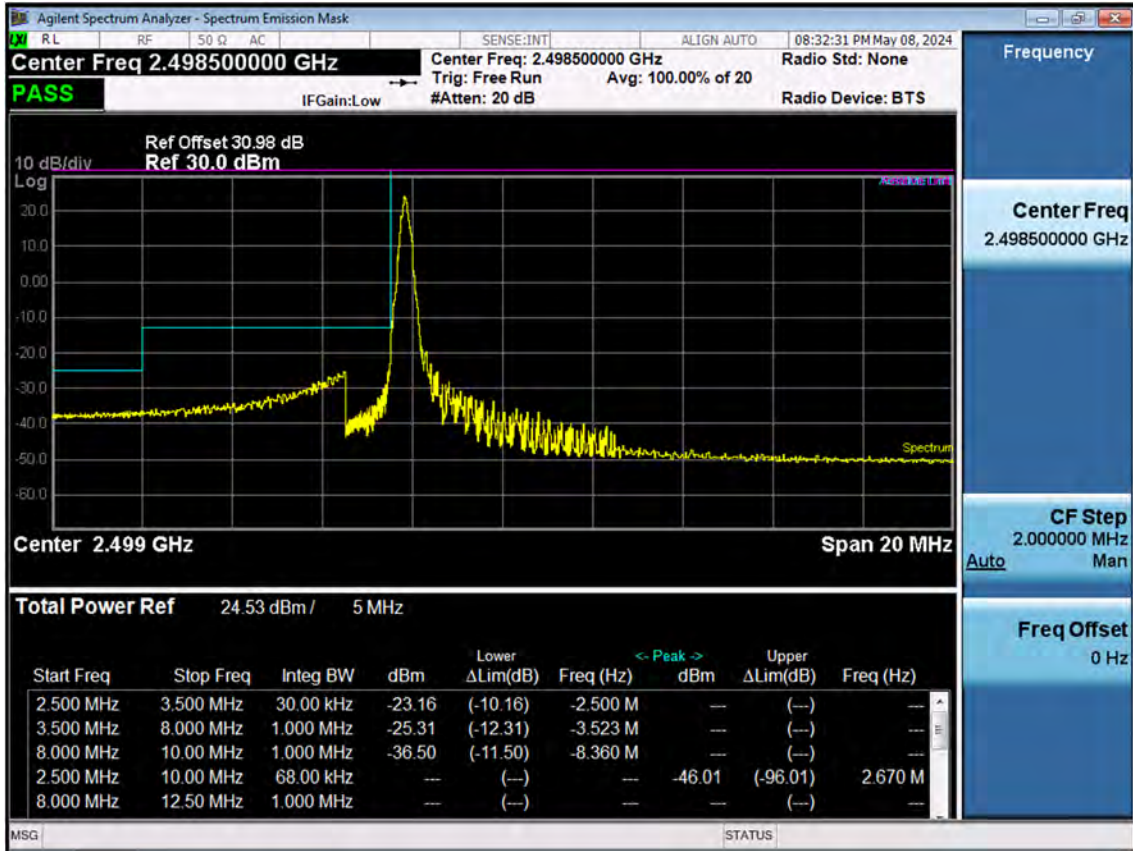 Agilent Spectrum Analyzer - Spectrum Emission Mask
LXI RL RF 50 Ω AC SENSE:INT ALIGN AUTO 08:32:31 PM May 08, 2024
Center Freq 2.498500000 GHz
PASS
IFGain:Low
Center Freq: 2.498500000 GHz
Trig: Free Run Avg: 100.00% of 20
#Atten: 20 dB
Radio Std: None
Radio Device: BTS
Ref Offset 30.98 dB
10 dB/div Ref 30.0 dBm
Log
Absolute Limit
20.0
10.0
0.00
-10.0
-20.0
-30.0
-40.0
-50.0
-60.0
Spectrum
Center 2.499 GHz Span 20 MHz
Total Power Ref 24.53 dBm / 5 MHz
Lower <- Peak -> Upper
Start Freq Stop Freq Integ BW dBm ΔLim(dB) Freq (Hz) dBm ΔLim(dB) Freq (Hz)
2.500 MHz 3.500 MHz 30.00 kHz -23.16 (-10.16) -2.500 M --- (---) ---
3.500 MHz 8.000 MHz 1.000 MHz -25.31 (-12.31) -3.523 M --- (---) ---
8.000 MHz 10.00 MHz 1.000 MHz -36.50 (-11.50) -8.360 M --- (---) ---
2.500 MHz 10.00 MHz 68.00 kHz --- (---) --- -46.01 (-96.01) 2.670 M
8.000 MHz 12.50 MHz 1.000 MHz --- (---) --- --- (---) ---
MSG STATUS
Frequency
Center Freq
2.498500000 GHz
CF Step
2.000000 MHz
Auto Man
Freq Offset
0 Hz